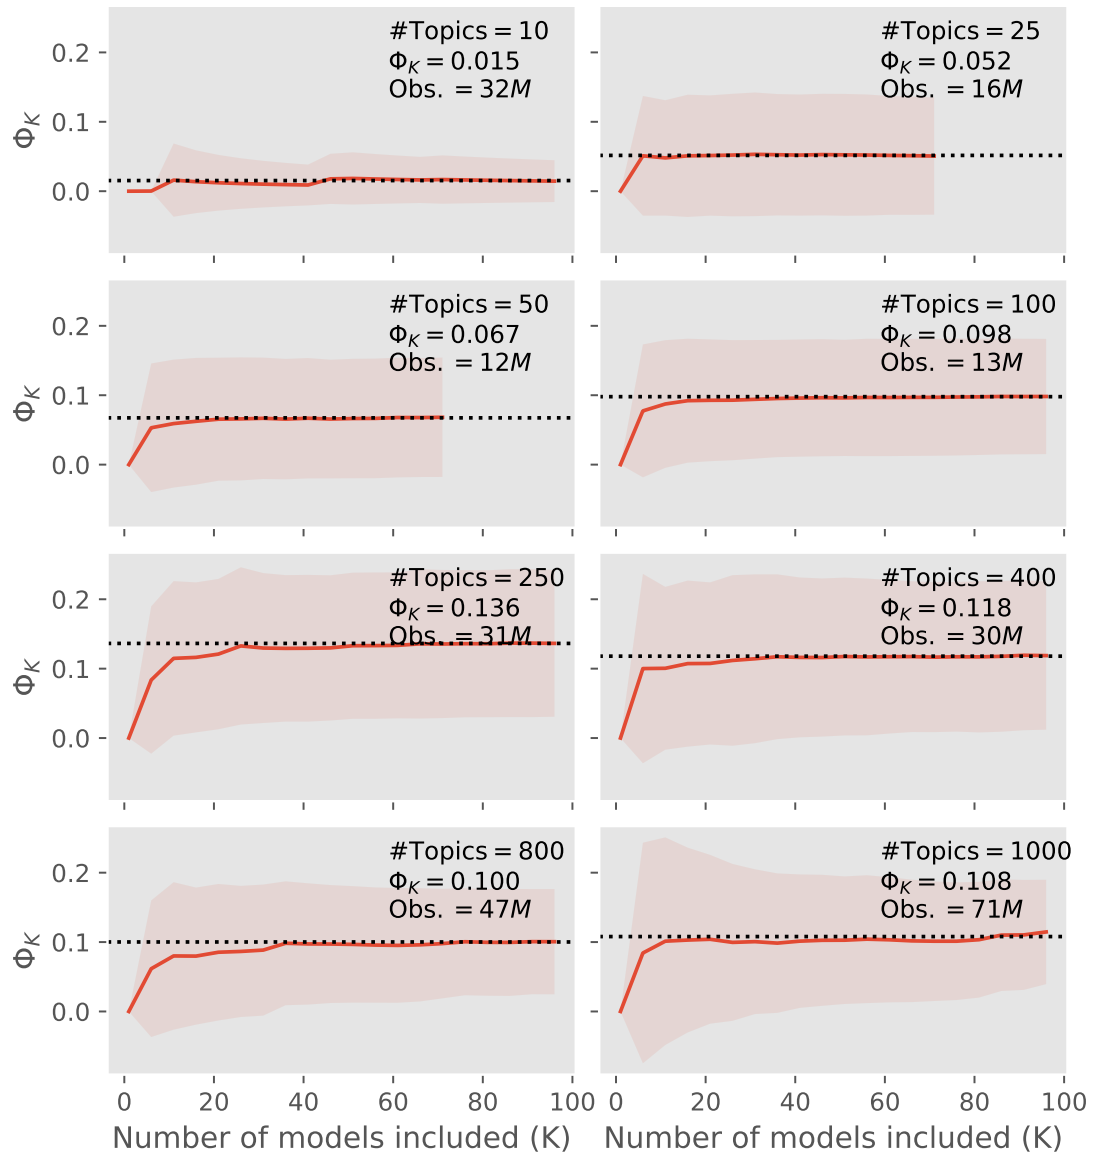 #Topics = 10
Φ_K = 0.015
Obs. = 32M
0.2
0.1
0.0
Φ_K
#Topics = 25
Φ_K = 0.052
Obs. = 16M
#Topics = 50
Φ_K = 0.067
Obs. = 12M
0.2
0.1
0.0
Φ_K
#Topics = 100
Φ_K = 0.098
Obs. = 13M
#Topics = 250
Φ_K = 0.136
Obs. = 31M
0.2
0.1
0.0
Φ_K
#Topics = 400
Φ_K = 0.118
Obs. = 30M
#Topics = 800
Φ_K = 0.100
Obs. = 47M
0.2
0.1
0.0
Φ_K
#Topics = 1000
Φ_K = 0.108
Obs. = 71M
0 20 40 60 80 100
0 20 40 60 80 100
Number of models included (K)
Number of models included (K)